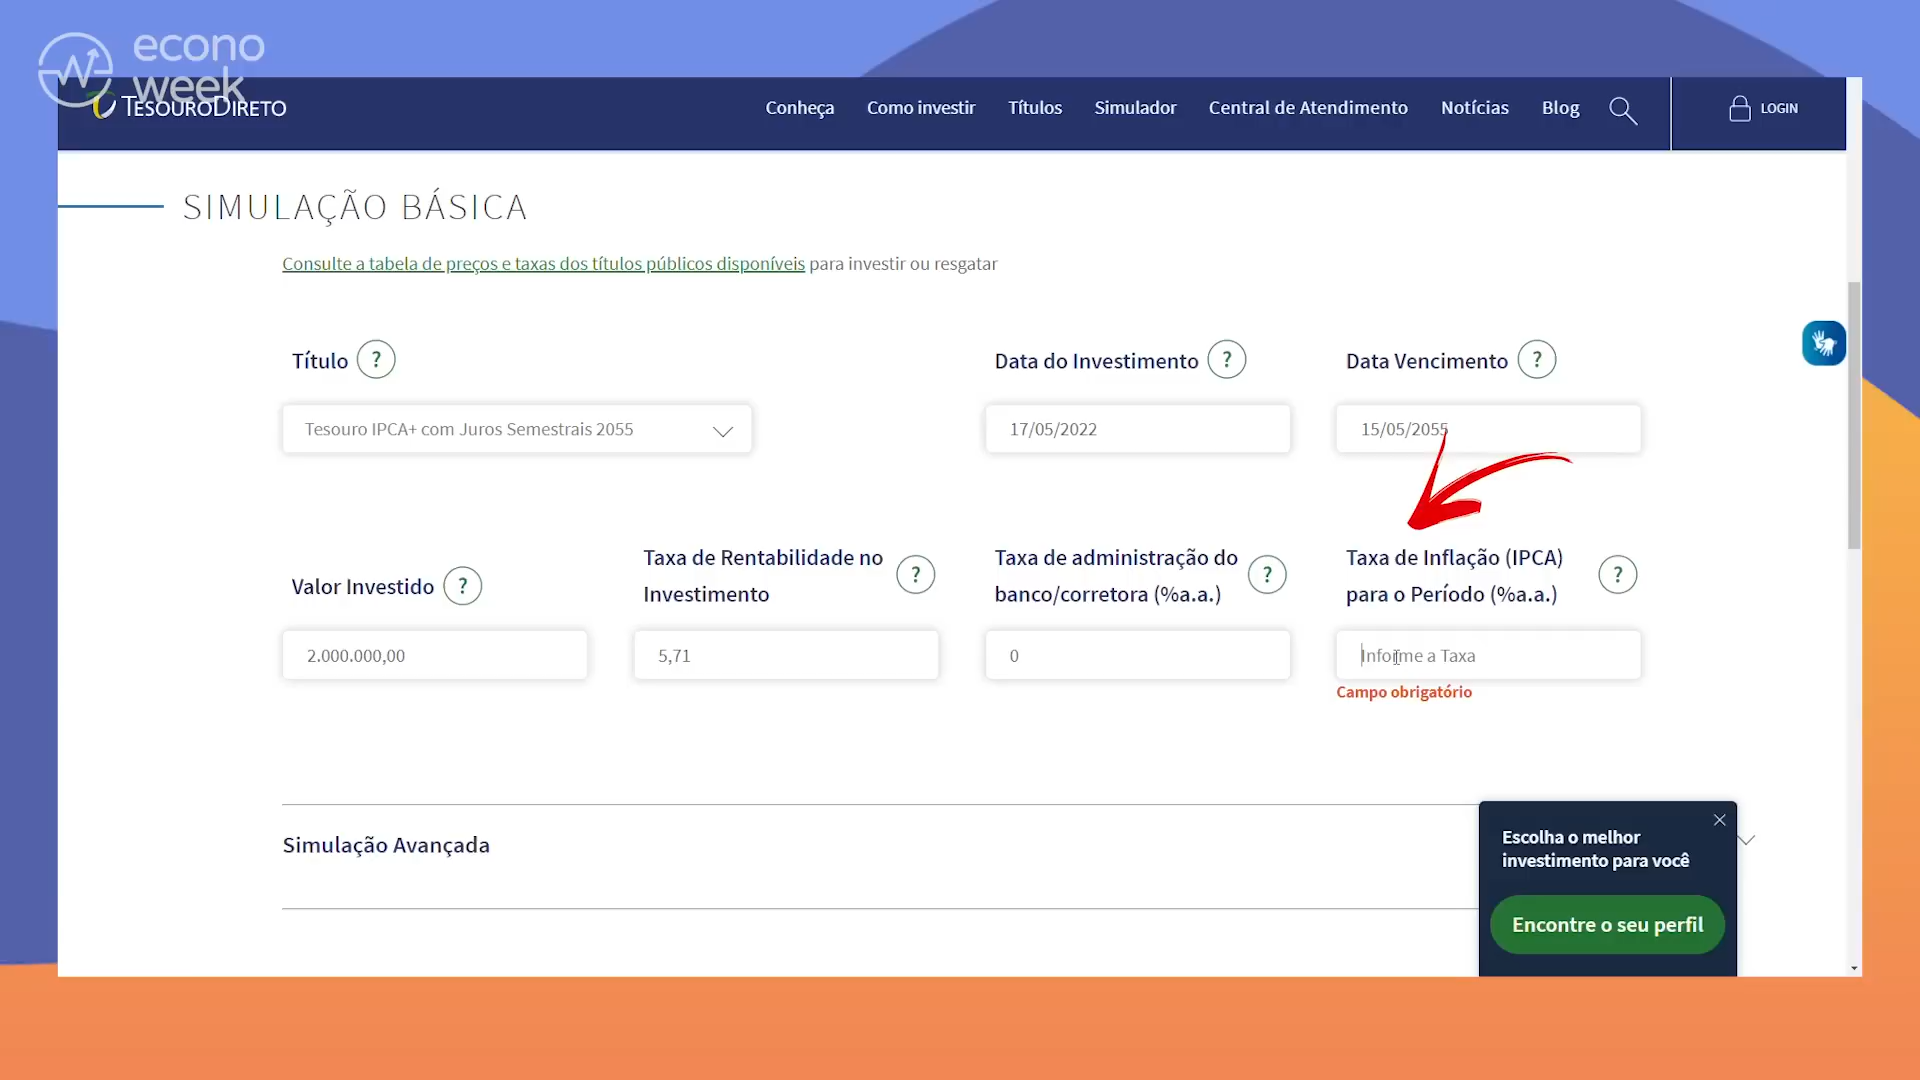 econo
week
TESOURODIRETO
Conheça
Como investir
Títulos
Simulador
Central de Atendimento
Notícias
Blog
LOGIN
SIMULAÇÃO BÁSICA
Consulte a tabela de preços e taxas dos títulos públicos disponíveis para investir ou resgatar
Título ?
Data do Investimento ?
Data Vencimento ?
Tesouro IPCA+ com Juros Semestrais 2055
17/05/2022
15/05/2055
Valor Investido ?
Taxa de Rentabilidade no
Investimento
?
Taxa de administração do
banco/corretora (%a.a.)
?
Taxa de Inflação (IPCA)
para o Período (%a.a.)
?
2.000.000,00
5,71
0
Informe a Taxa
Campo obrigatório
Simulação Avançada
Escolha o melhor
investimento para você
Encontre o seu perfil